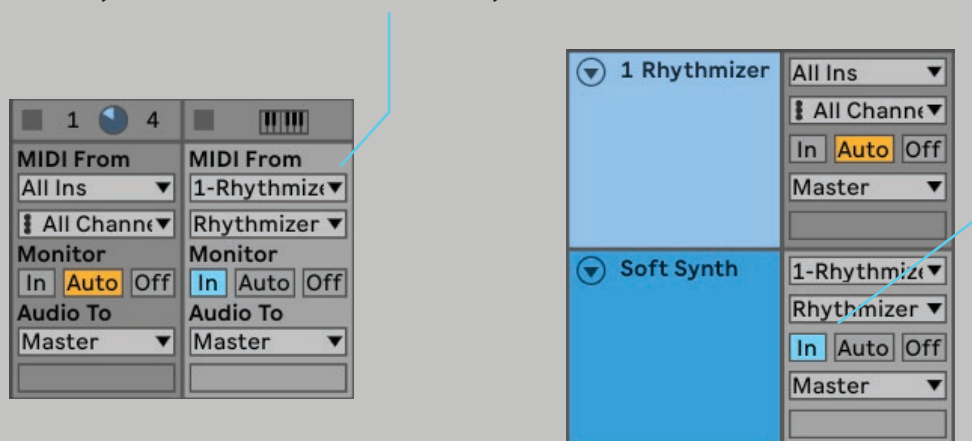 1 4
MIDI From
All Ins
All Channe
Monitor
In Auto Off
Audio To
Master
MIDI From
1-Rhythmize
Rhythmizer
Monitor
In Auto Off
Audio To
Master
1 Rhythmizer
All Ins
All Channe
In Auto Off
Master
Soft Synth
1-Rhythmize
Rhythmizer
In Auto Off
Master